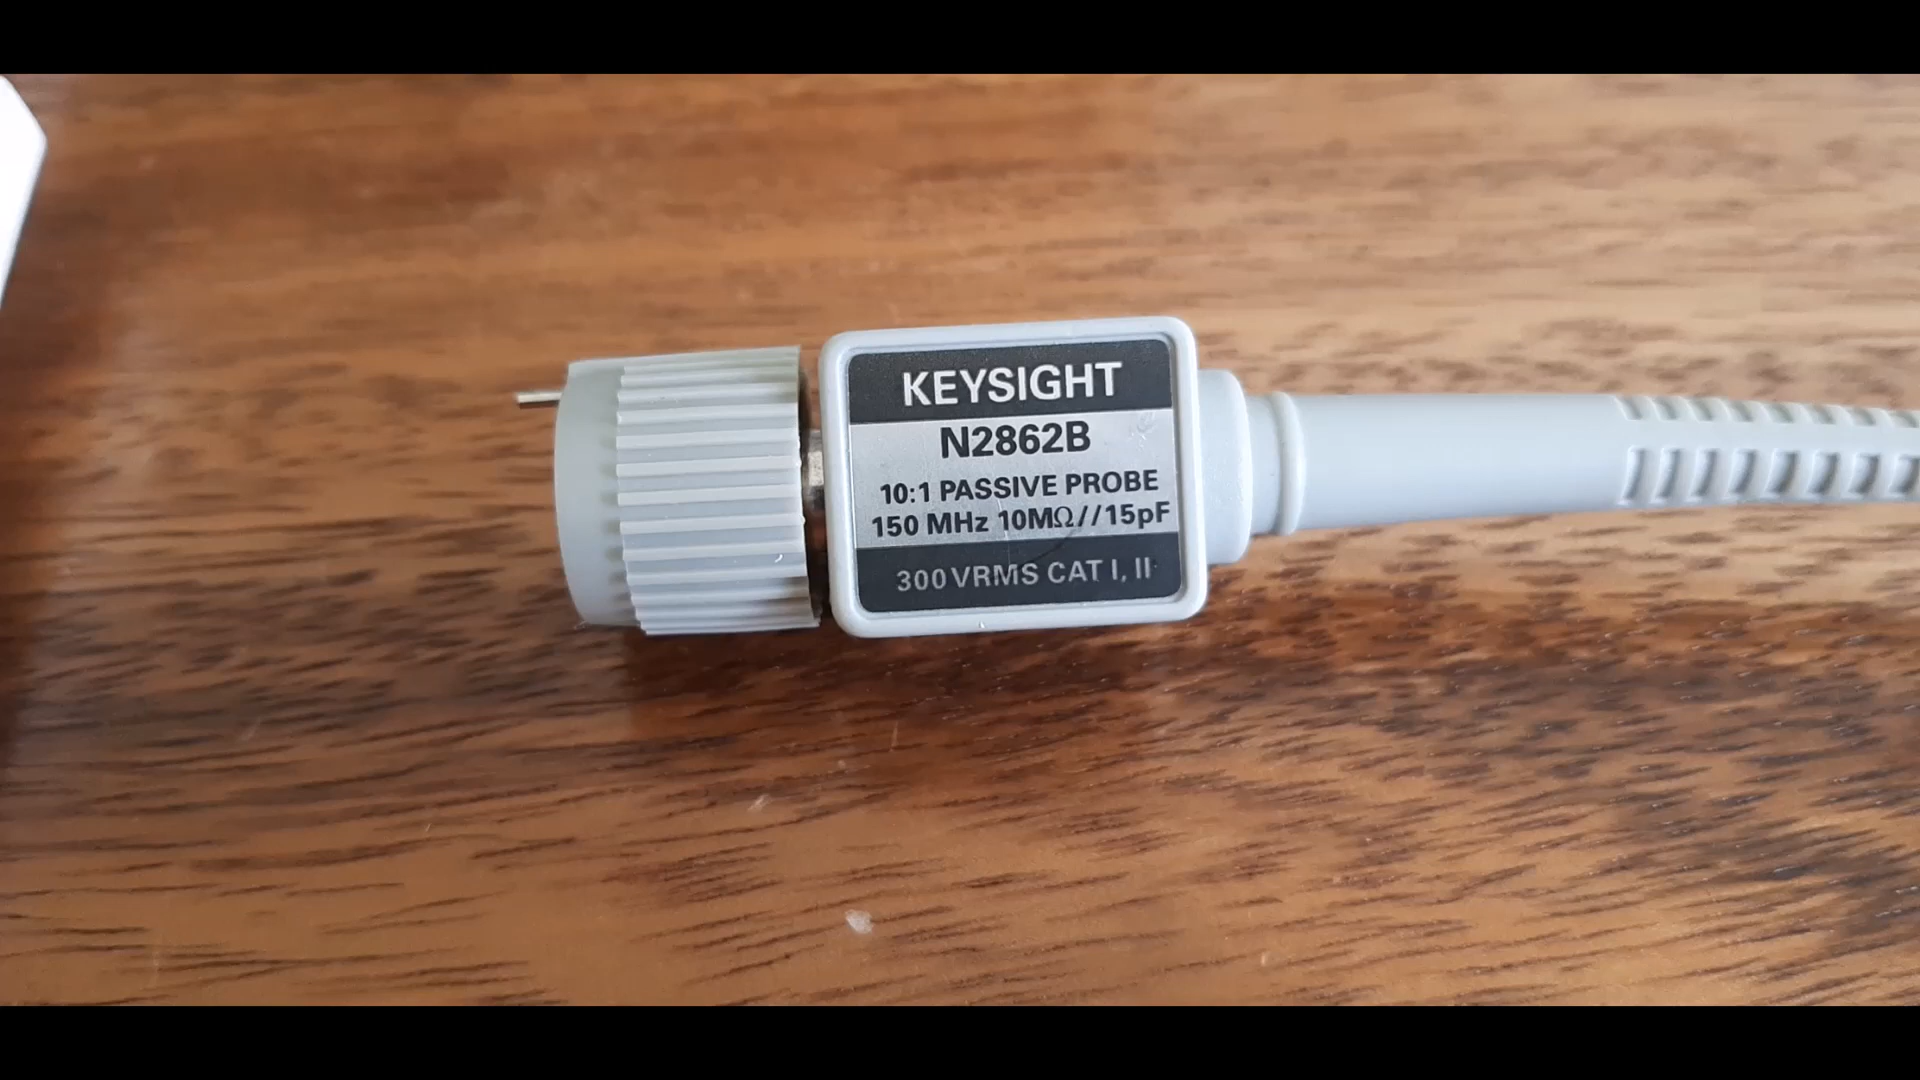 KEYSIGHT
N2862B
10:1 PASSIVE PROBE
150 MHz 10MΩ//15pF
300 VRMS CAT I, II